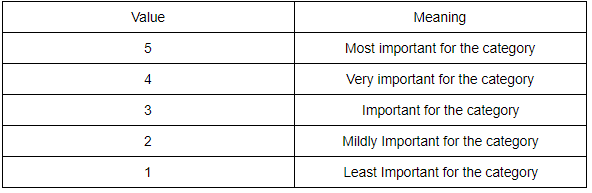 Value Meaning
5 Most important for the category
4 Very important for the category
3 Important for the category
2 Mildly Important for the category
1 Least Important for the category